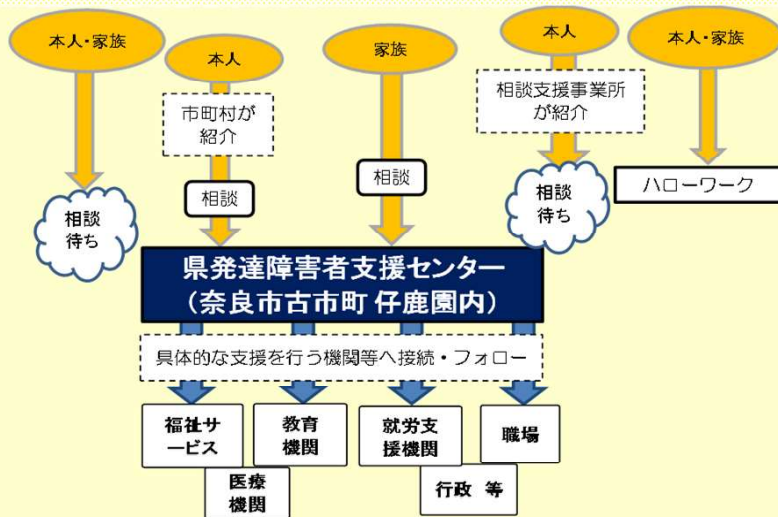 本人・家族
本人
家族
本人
本人・家族
市町村が
紹介
相談支援事業所
が紹介
相談
相談
相談
待ち
相談
待ち
ハローワーク
県発達障害者支援センター
（奈良市古市町 仔鹿園内）
具体的な支援を行う機関等へ接続・フォロー
福祉サ
ービス
教育
機関
就労支
援機関
職場
医療
機関
行政 等